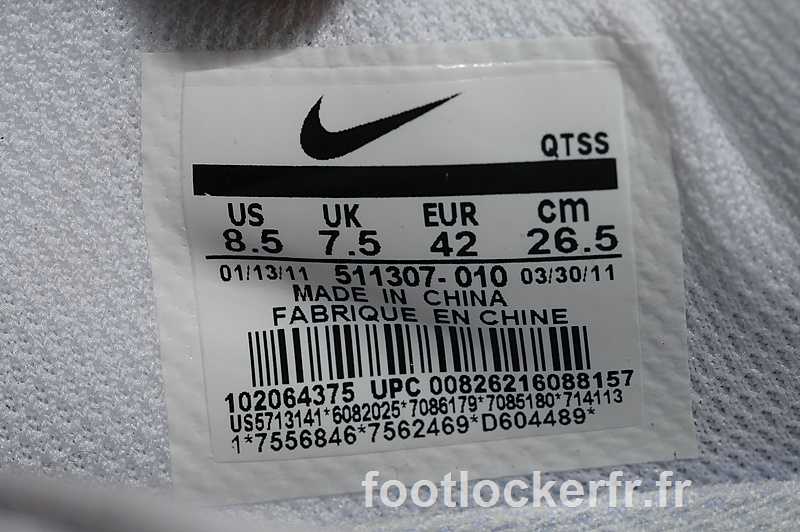 QTSS
US UK EUR cm
8.5 7.5 42 26.5
01/13/11 511307-010 03/30/11
MADE IN CHINA
FABRIQUE EN CHINE
102064375 UPC 00826216088157
US5713141*6082025*7086179*7085180*714113
1*7556846*7562469*D604489*
footlockerfr.fr